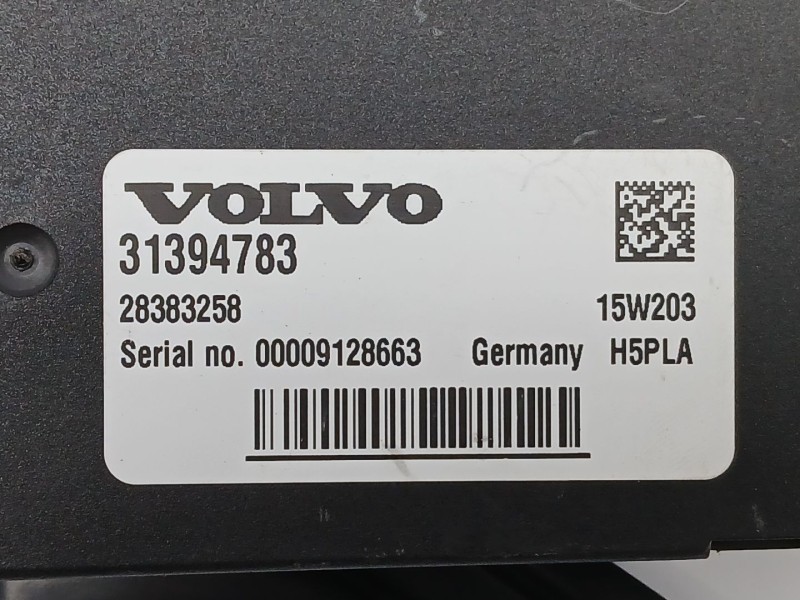 VOLVO
31394783
28383258 15W203
Serial no. 00009128663 Germany H5PLA